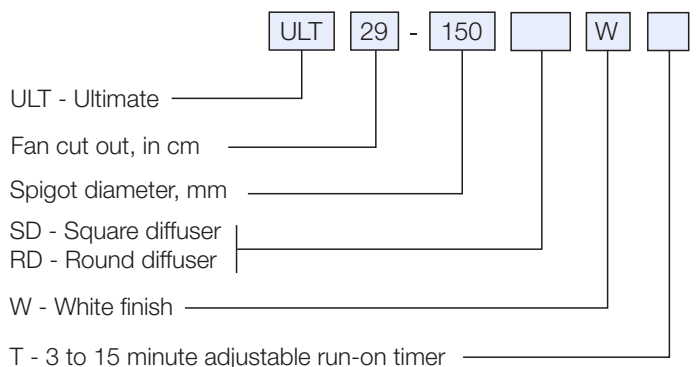 ULT 29 - 150 W
ULT - Ultimate
Fan cut out, in cm
Spigot diameter, mm
SD - Square diffuser
RD - Round diffuser
W - White finish
T - 3 to 15 minute adjustable run-on timer